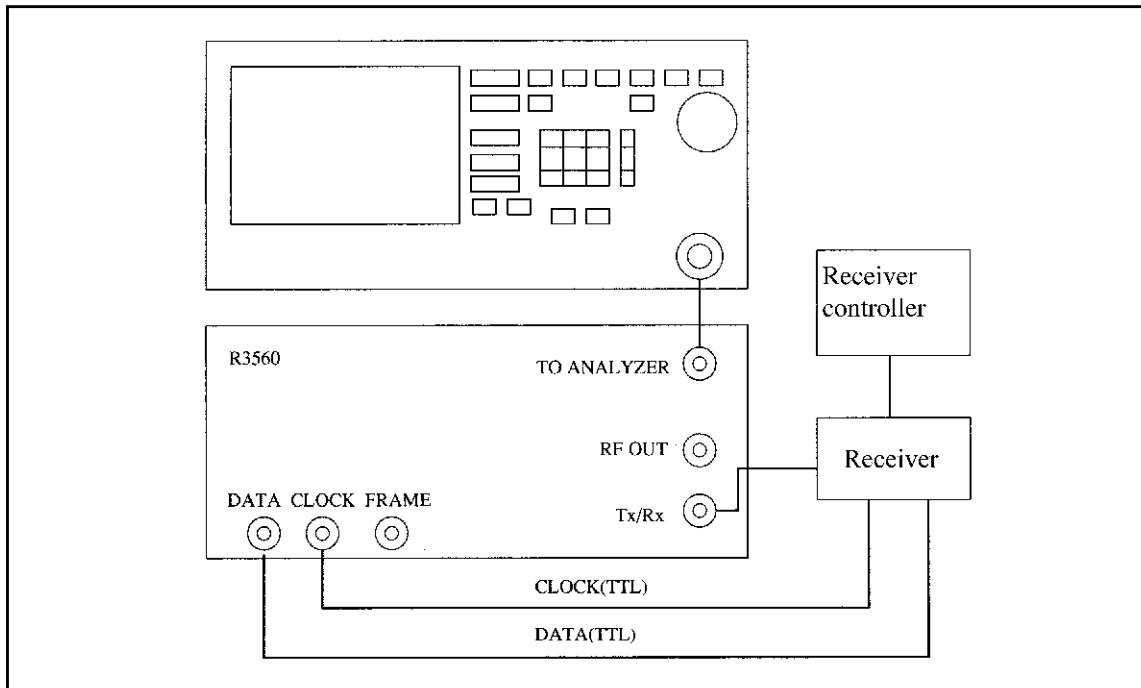 Receiver
controller
R3560
TO ANALYZER
RF OUT
Receiver
DATA CLOCK FRAME
Tx/Rx
CLOCK(TTL)
DATA(TTL)